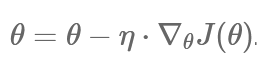 θ = θ − η · ∇_θ J(θ).